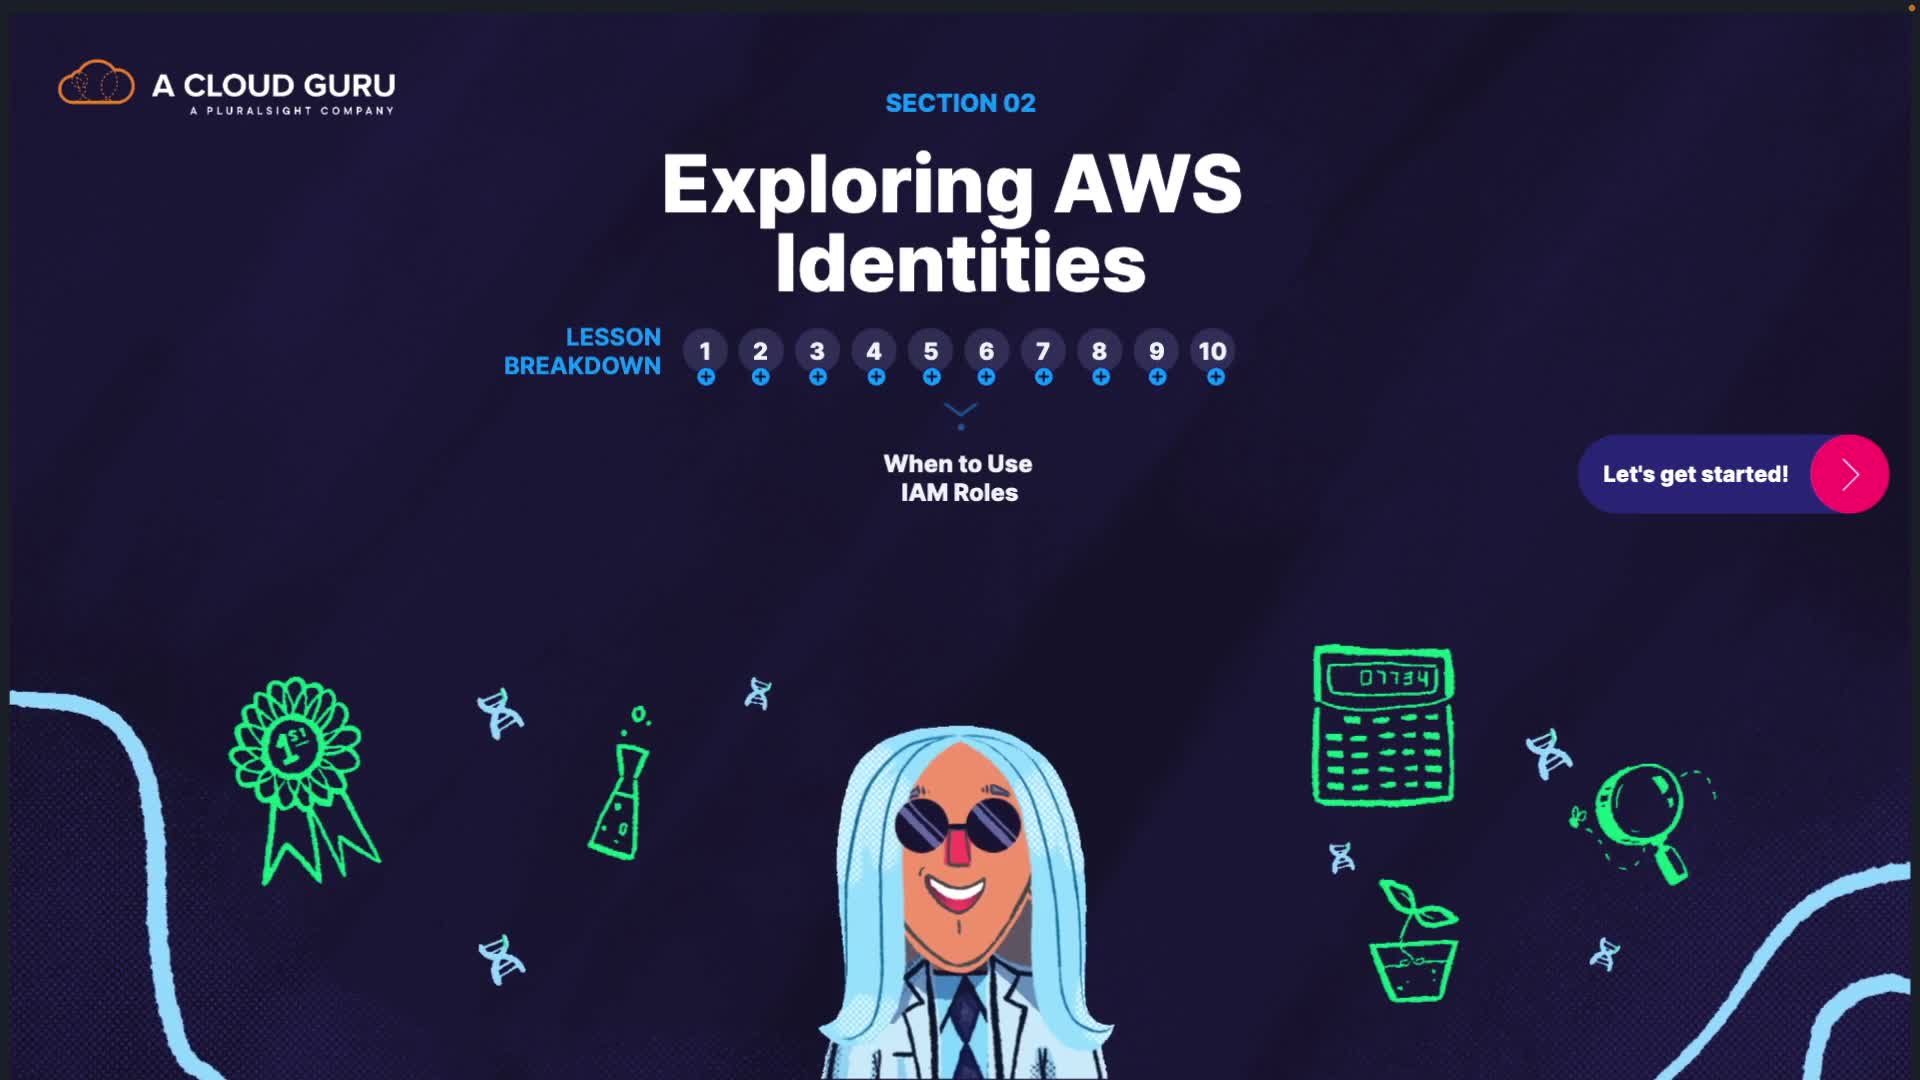 A CLOUD GURU
A PLURALSIGHT COMPANY
SECTION 02
Exploring AWS
Identities
LESSON
BREAKDOWN
1 2 3 4 5 6 7 8 9 10
When to Use
IAM Roles
Let's get started!
1ST
07734